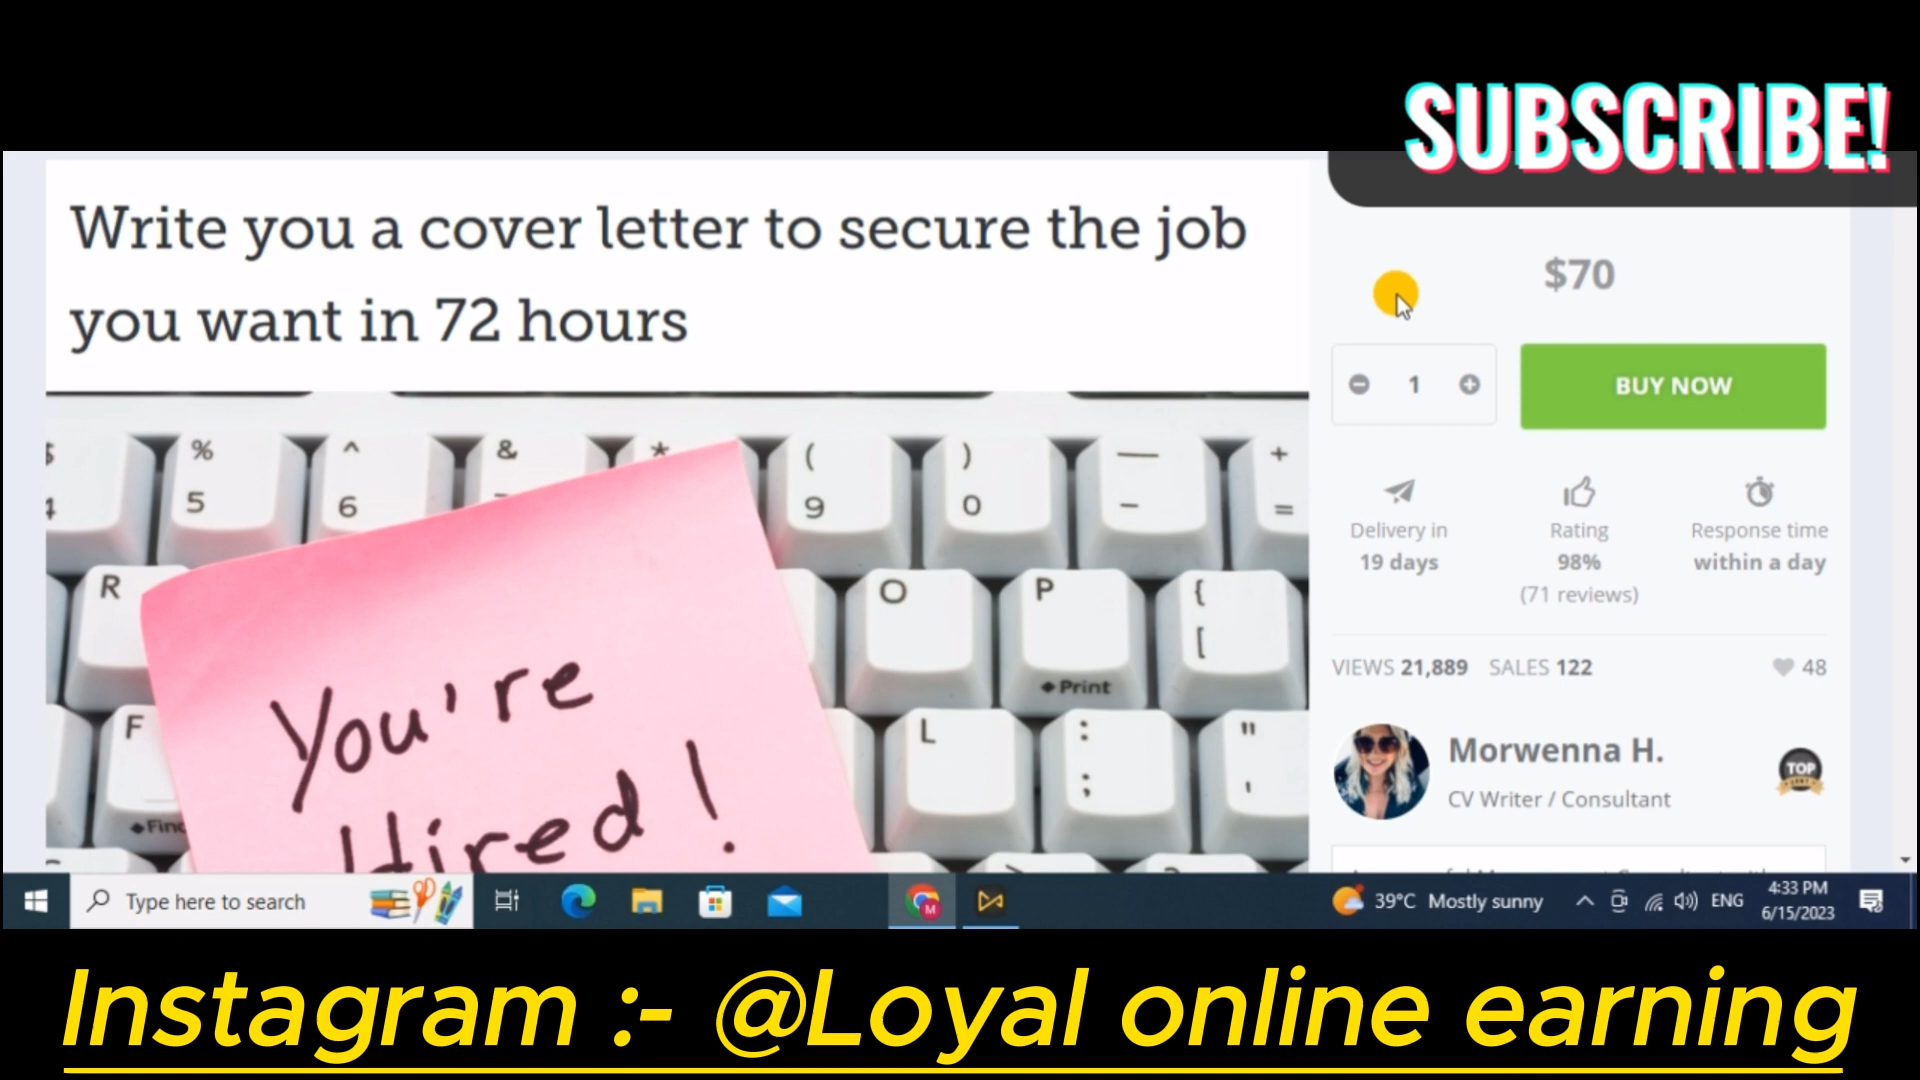 SUBSCRIBE!
Write you a cover letter to secure the job
you want in 72 hours
$70
1
BUY NOW
Delivery in
19 days
Rating
98%
(71 reviews)
Response time
within a day
VIEWS 21,889 SALES 122
48
Morwenna H.
CV Writer / Consultant
TOP
% ^ & * ( ) — +
5 6 9 0 - =
R O P { [
Print
F L : ; " '
You're
Hired!
Type here to search
M
39°C Mostly sunny
ENG
4:33 PM
6/15/2023
Instagram :- @Loyal online earning